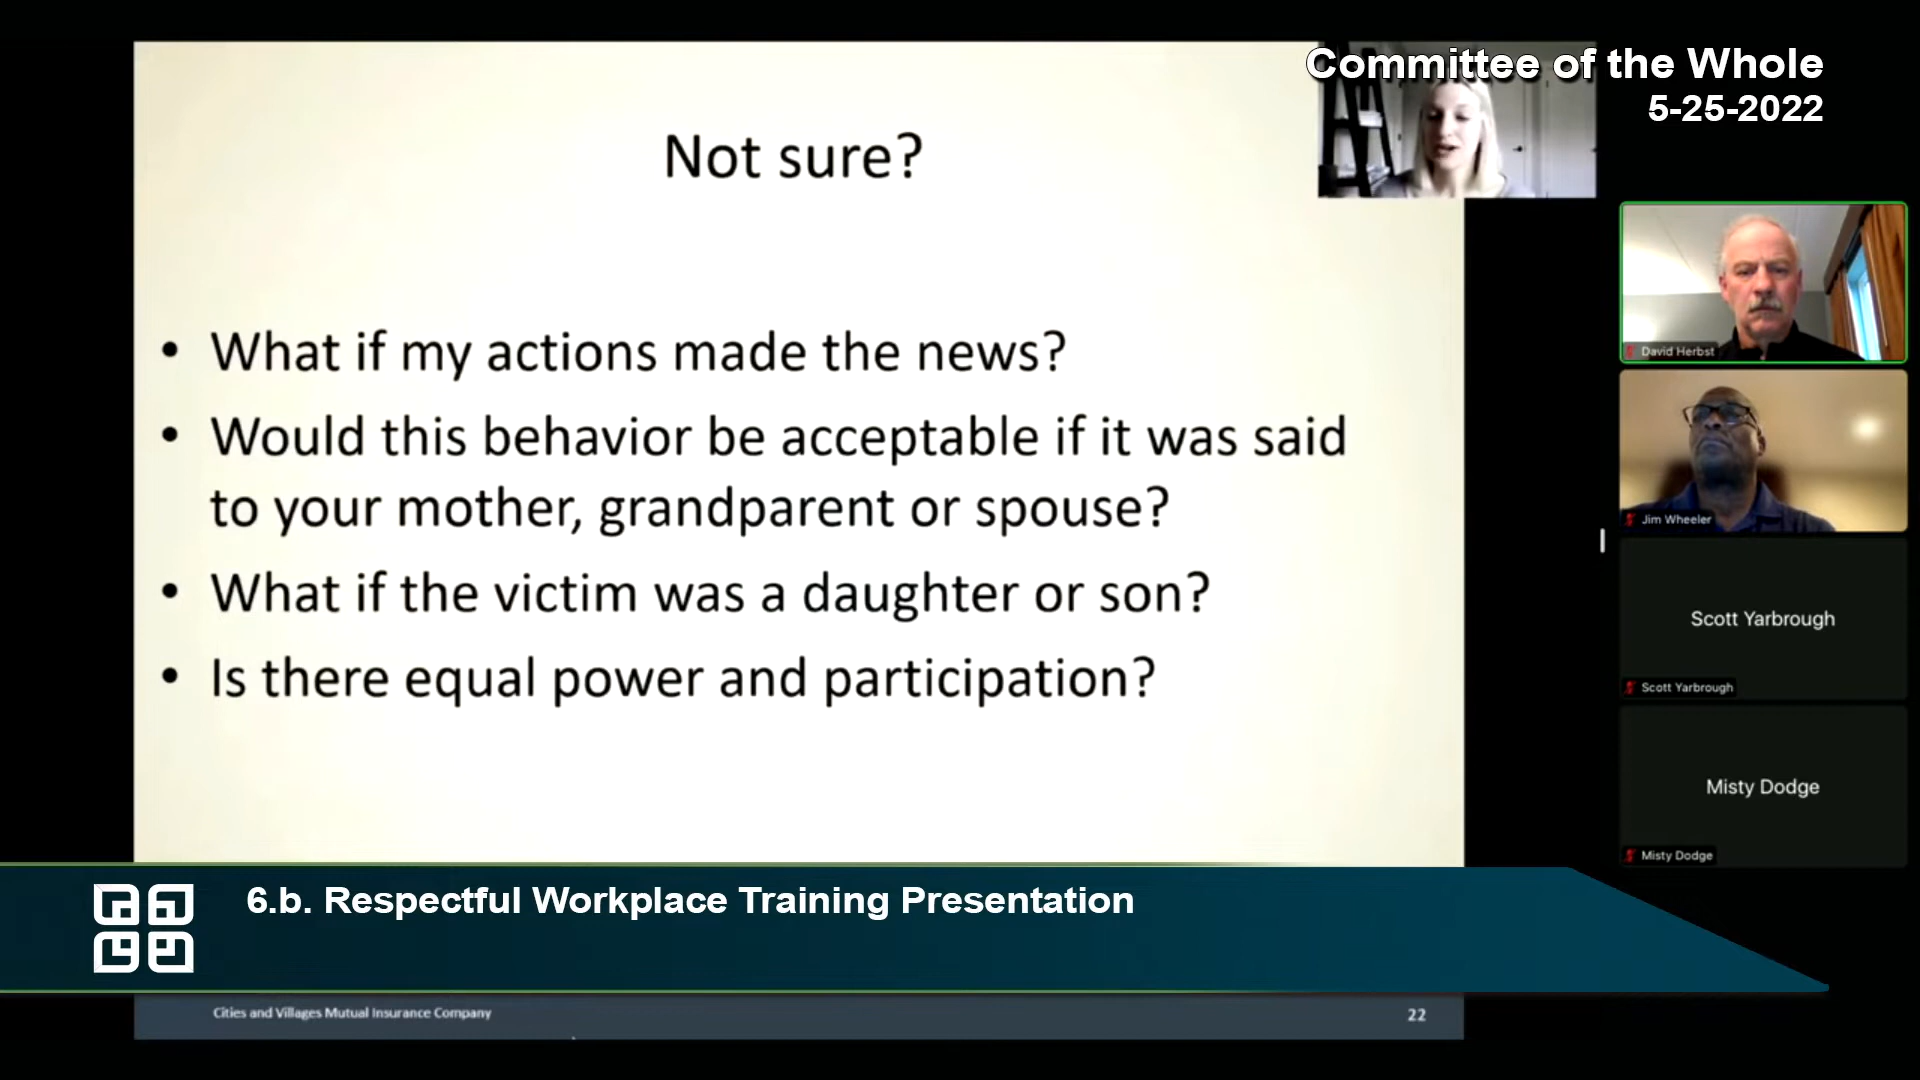 Committee of the Whole
5-25-2022
Not sure?
• What if my actions made the news?
• Would this behavior be acceptable if it was said
to your mother, grandparent or spouse?
• What if the victim was a daughter or son?
• Is there equal power and participation?
David Herbst
Jim Wheeler
Scott Yarbrough
Scott Yarbrough
Misty Dodge
Misty Dodge
6.b. Respectful Workplace Training Presentation
Cities and Villages Mutual Insurance Company
22